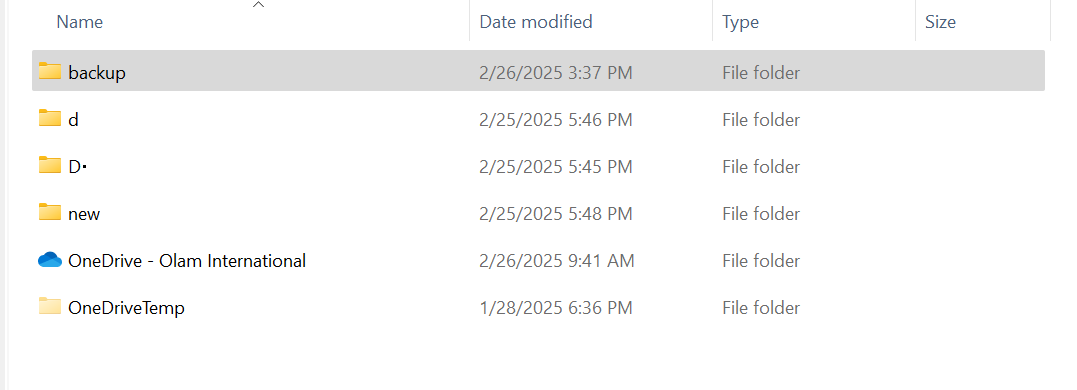 Name Date modified Type Size
backup 2/26/2025 3:37 PM File folder
d 2/25/2025 5:46 PM File folder
D• 2/25/2025 5:45 PM File folder
new 2/25/2025 5:48 PM File folder
OneDrive - Olam International 2/26/2025 9:41 AM File folder
OneDriveTemp 1/28/2025 6:36 PM File folder